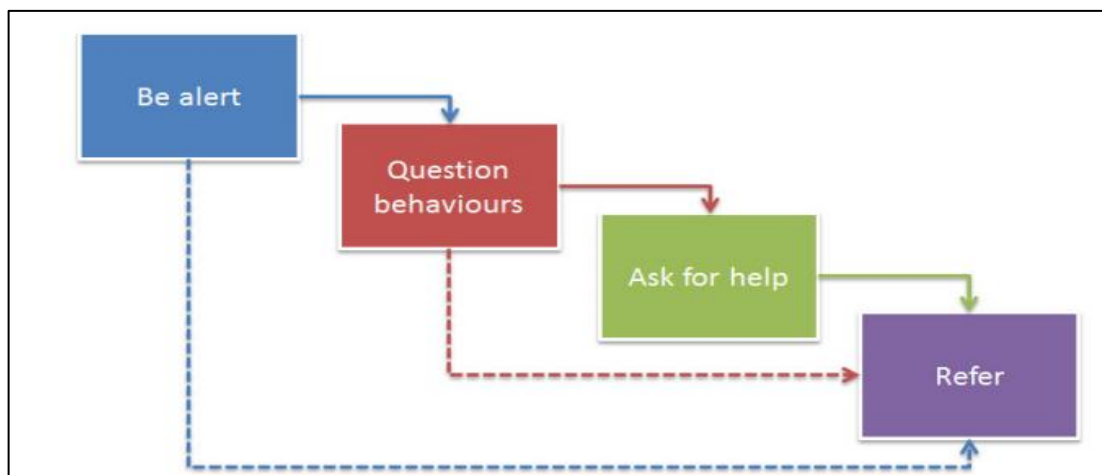 Be alert
Question
behaviours
Ask for help
Refer